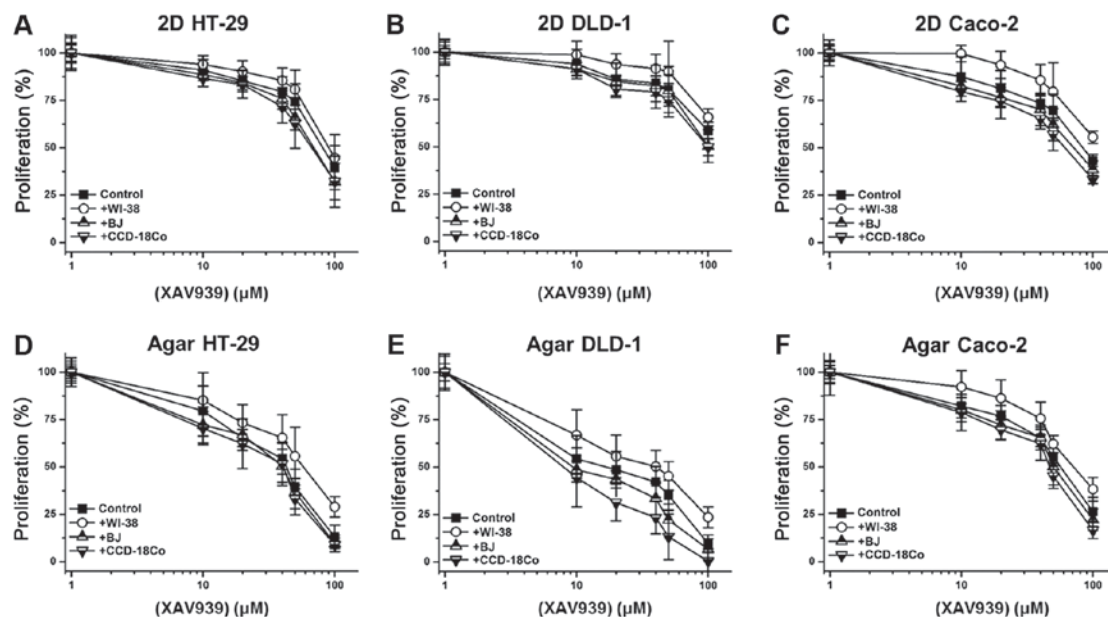 A 2D HT-29
Proliferation (%)
100
75
50
25
0
Control
+WI-38
+BJ
+CCD-18Co
1 10 100
(XAV939) (µM)
B 2D DLD-1
Proliferation (%)
100
75
50
25
0
Control
+WI-38
+BJ
+CCD-18Co
1 10 100
(XAV939) (µM)
C 2D Caco-2
Proliferation (%)
100
75
50
25
0
Control
+WI-38
+BJ
+CCD-18Co
1 10 100
(XAV939) (µM)
D Agar HT-29
Proliferation (%)
100
75
50
25
0
Control
+WI-38
+BJ
+CCD-18Co
1 10 100
(XAV939) (µM)
E Agar DLD-1
Proliferation (%)
100
75
50
25
0
Control
+WI-38
+BJ
+CCD-18Co
1 10 100
(XAV939) (µM)
F Agar Caco-2
Proliferation (%)
100
75
50
25
0
Control
+WI-38
+BJ
+CCD-18Co
1 10 100
(XAV939) (µM)